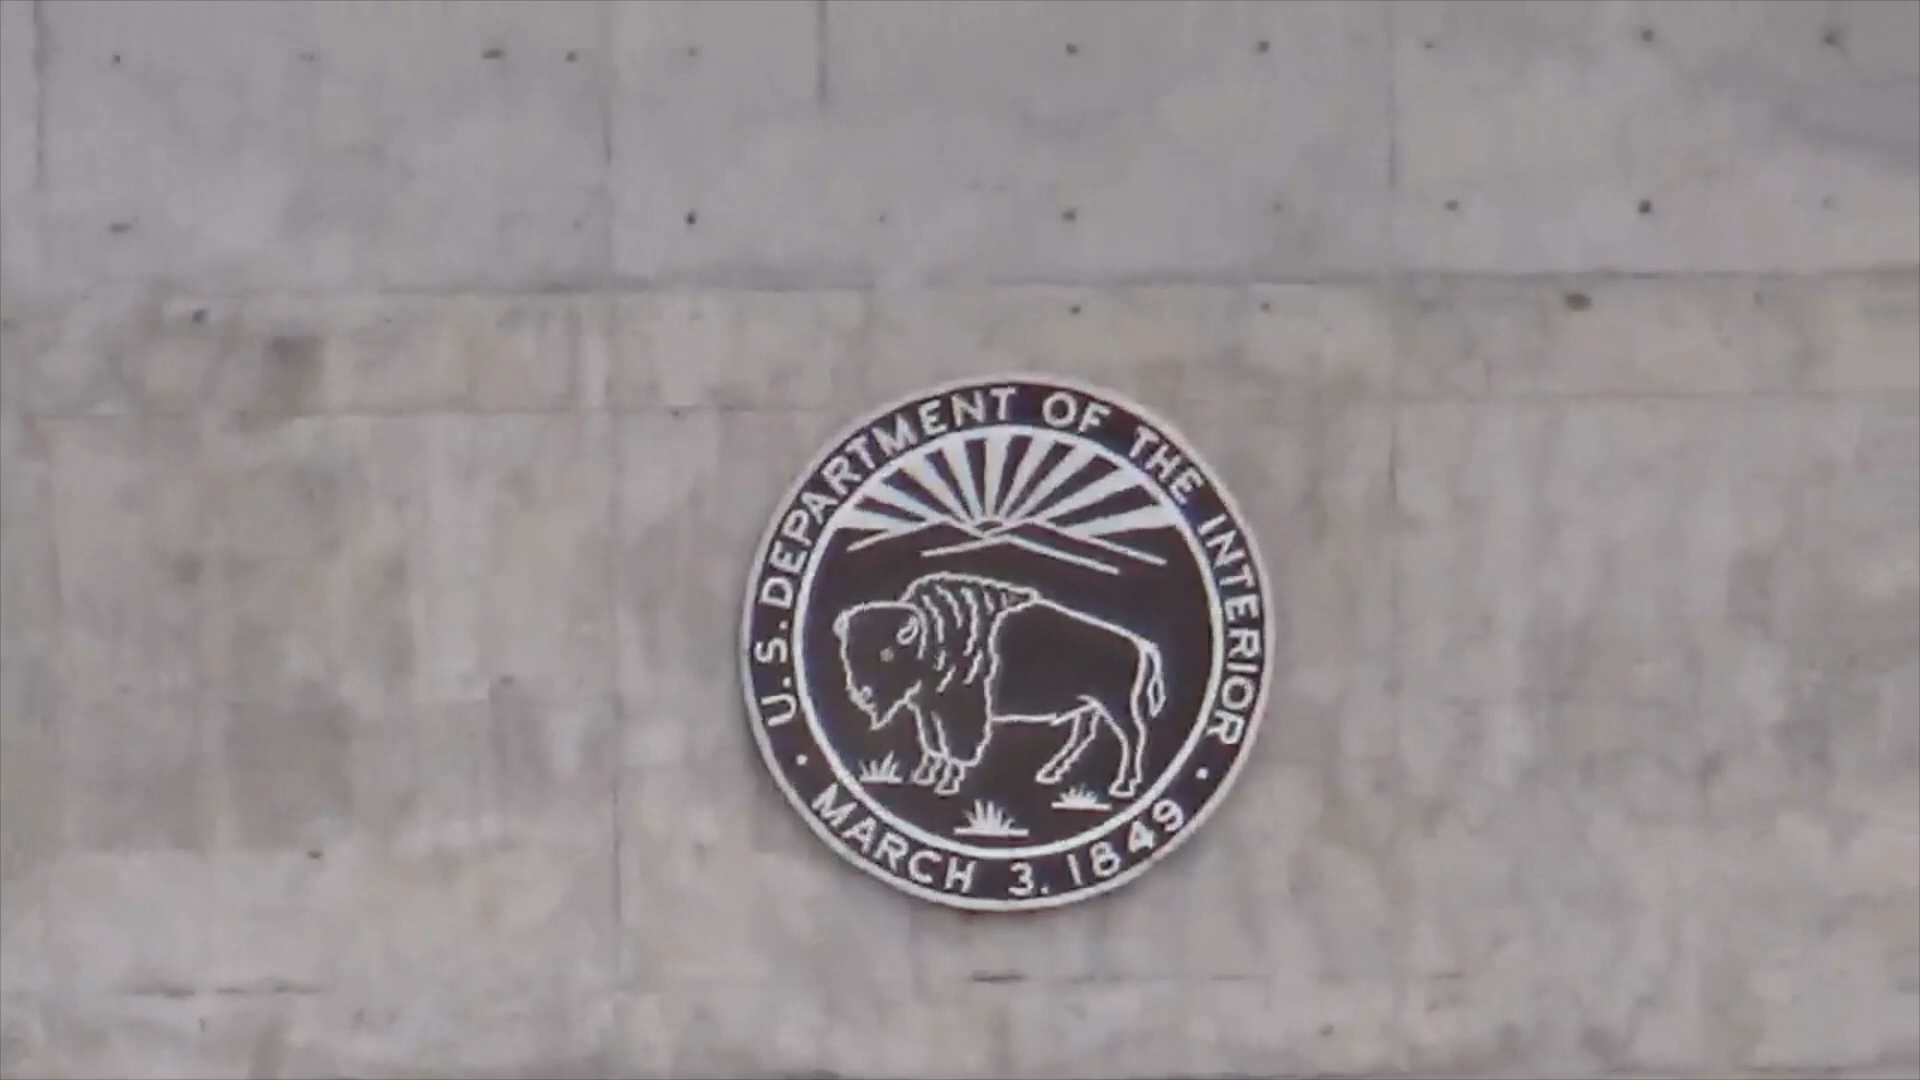 U.S. DEPARTMENT OF THE INTERIOR
MARCH 3. 1849